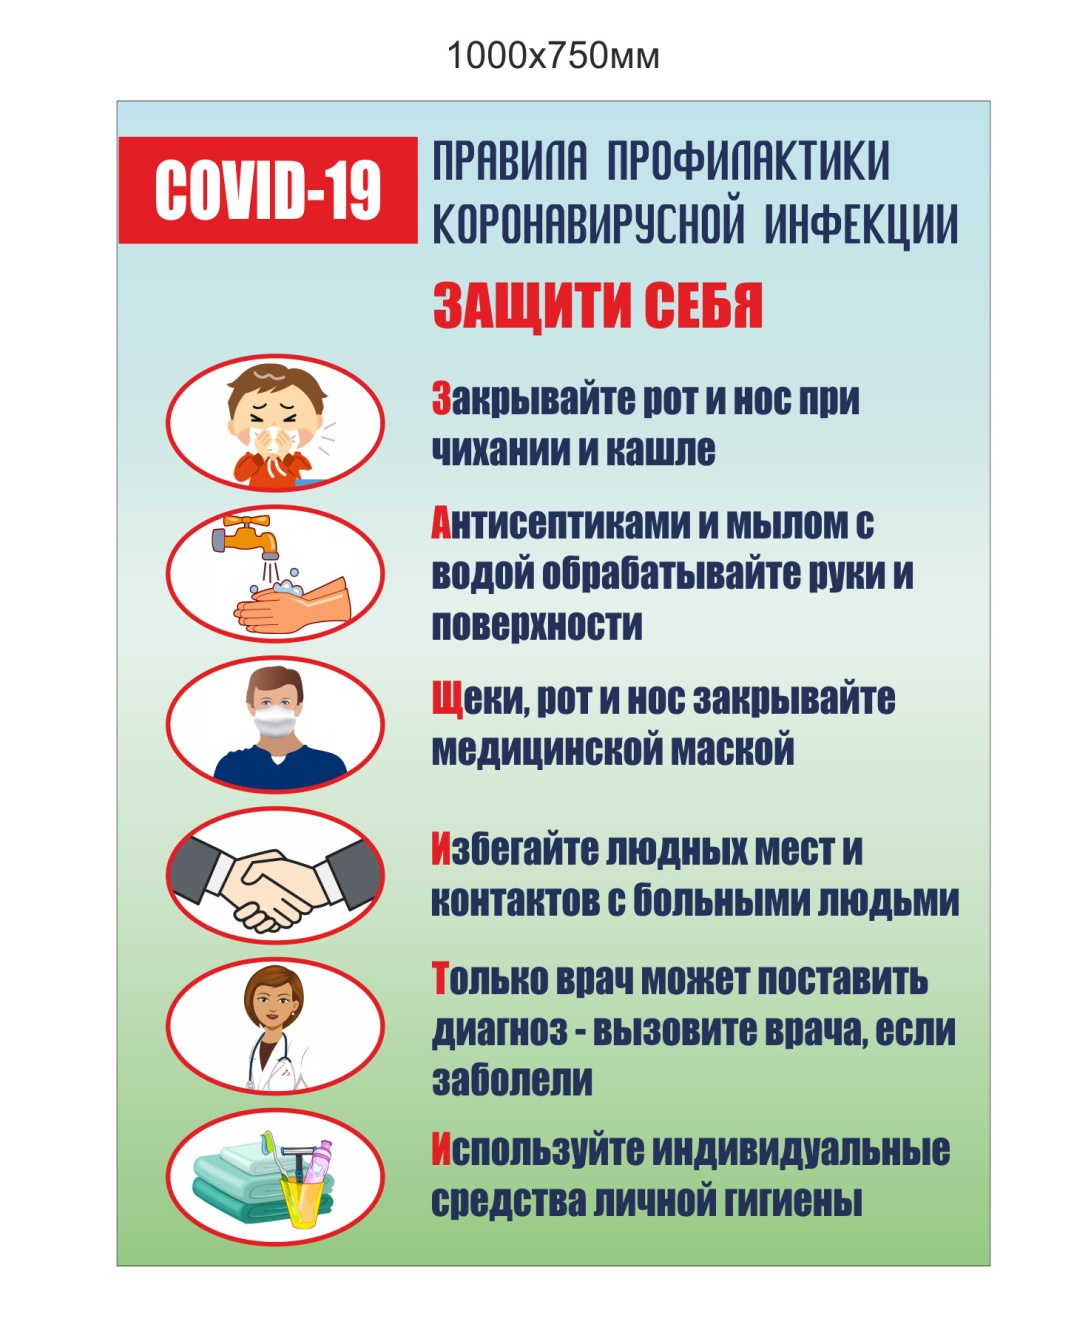 1000х750мм
COVID-19
ПРАВИЛА ПРОФИЛАКТИКИ
КОРОНАВИРУСНОЙ ИНФЕКЦИИ
ЗАЩИТИ СЕБЯ
Закрывайте рот и нос при
чихании и кашле
Антисептиками и мылом с
водой обрабатывайте руки и
поверхности
Щеки, рот и нос закрывайте
медицинской маской
Избегайте людных мест и
контактов с больными людьми
Только врач может поставить
диагноз - вызовите врача, если
заболели
Используйте индивидуальные
средства личной гигиены